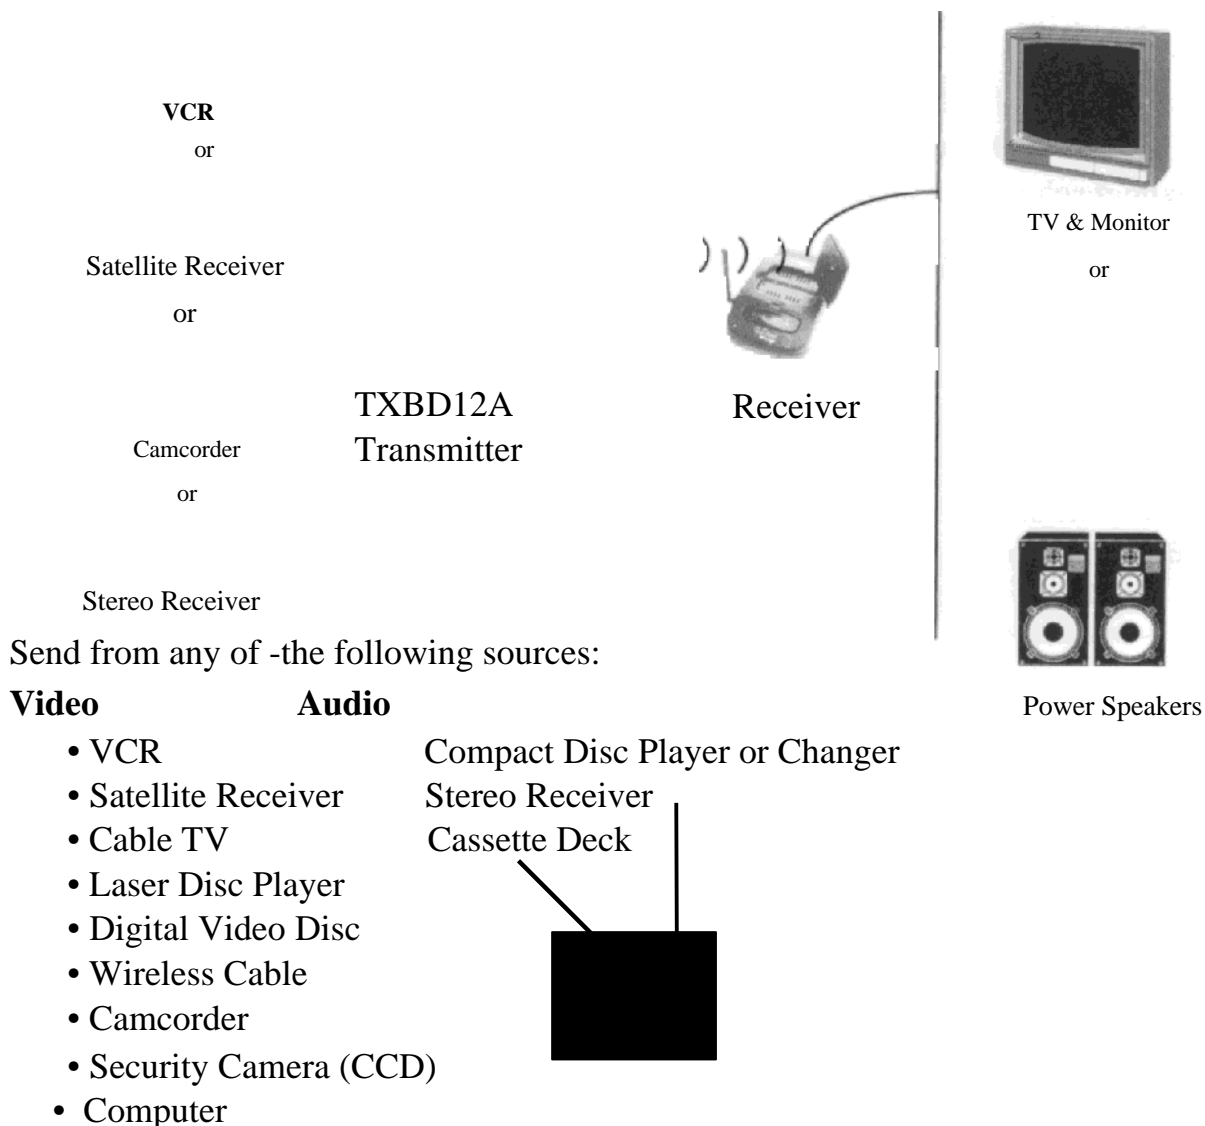 VCR
or
Satellite Receiver
or
TXBD12A
Transmitter
Camcorder
or
Stereo Receiver
Receiver
TV & Monitor
or
Power Speakers
Send from any of -the following sources:
Video Audio
• VCR Compact Disc Player or Changer
• Satellite Receiver Stereo Receiver
• Cable TV Cassette Deck
• Laser Disc Player
• Digital Video Disc
• Wireless Cable
• Camcorder
• Security Camera (CCD)
• Computer